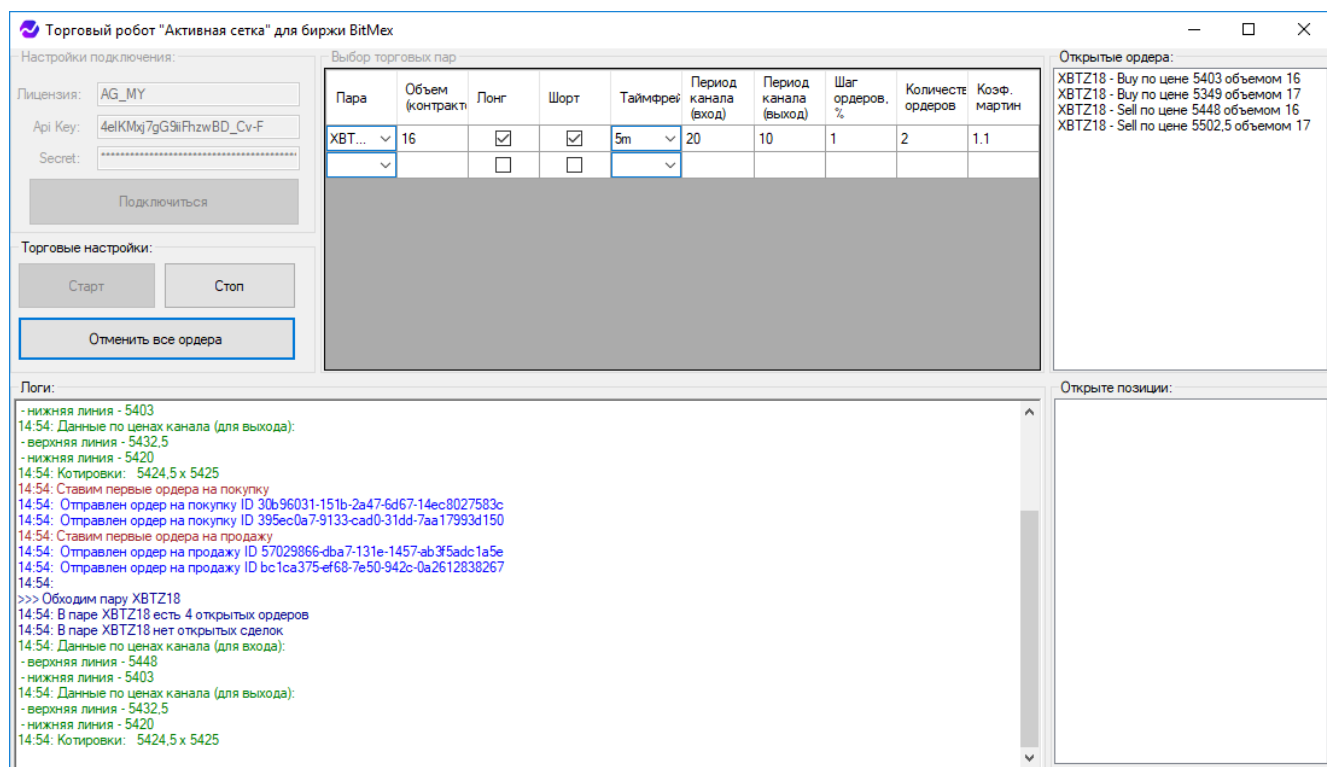 Торговый робот "Активная сетка" для биржи BitMex
Настройки подключения:
Лицензия: AG_MY
Api Key: 4elKMxj7gG9iiFhzwBD_Cv-F
Secret: ****************************************
Подключиться
Торговые настройки:
Старт Стоп
Отменить все ордера
Выбор торговых пар
Пара Объем (контракто Лонг Шорт Таймфрей Период канала (вход) Период канала (выход) Шаг ордеров, % Количеств ордеров Коэф. мартин
XBT... 16 5m 20 10 1 2 1.1
Открытые ордера:
XBTZ18 - Buy по цене 5403 объемом 16
XBTZ18 - Buy по цене 5349 объемом 17
XBTZ18 - Sell по цене 5448 объемом 16
XBTZ18 - Sell по цене 5502,5 объемом 17
Логи:
- нижняя линия - 5403
14:54: Данные по ценах канала (для выхода):
- верхняя линия - 5432,5
- нижняя линия - 5420
14:54: Котировки: 5424,5 x 5425
14:54: Ставим первые ордера на покупку
14:54: Отправлен ордер на покупку ID 30b96031-151b-2a47-6d67-14ec8027583c
14:54: Отправлен ордер на покупку ID 395ec0a7-9133-cad0-31dd-7aa17993d150
14:54: Ставим первые ордера на продажу
14:54: Отправлен ордер на продажу ID 57029866-dba7-131e-1457-ab3f5adc1a5e
14:54: Отправлен ордер на продажу ID bc1ca375-ef68-7e50-942c-0a2612838267
14:54:
>>> Обходим пару XBTZ18
14:54: В паре XBTZ18 есть 4 открытых ордеров
14:54: В паре XBTZ18 нет открытых сделок
14:54: Данные по ценах канала (для входа):
- верхняя линия - 5448
- нижняя линия - 5403
14:54: Данные по ценах канала (для выхода):
- верхняя линия - 5432,5
- нижняя линия - 5420
14:54: Котировки: 5424,5 x 5425
Открыте позиции: